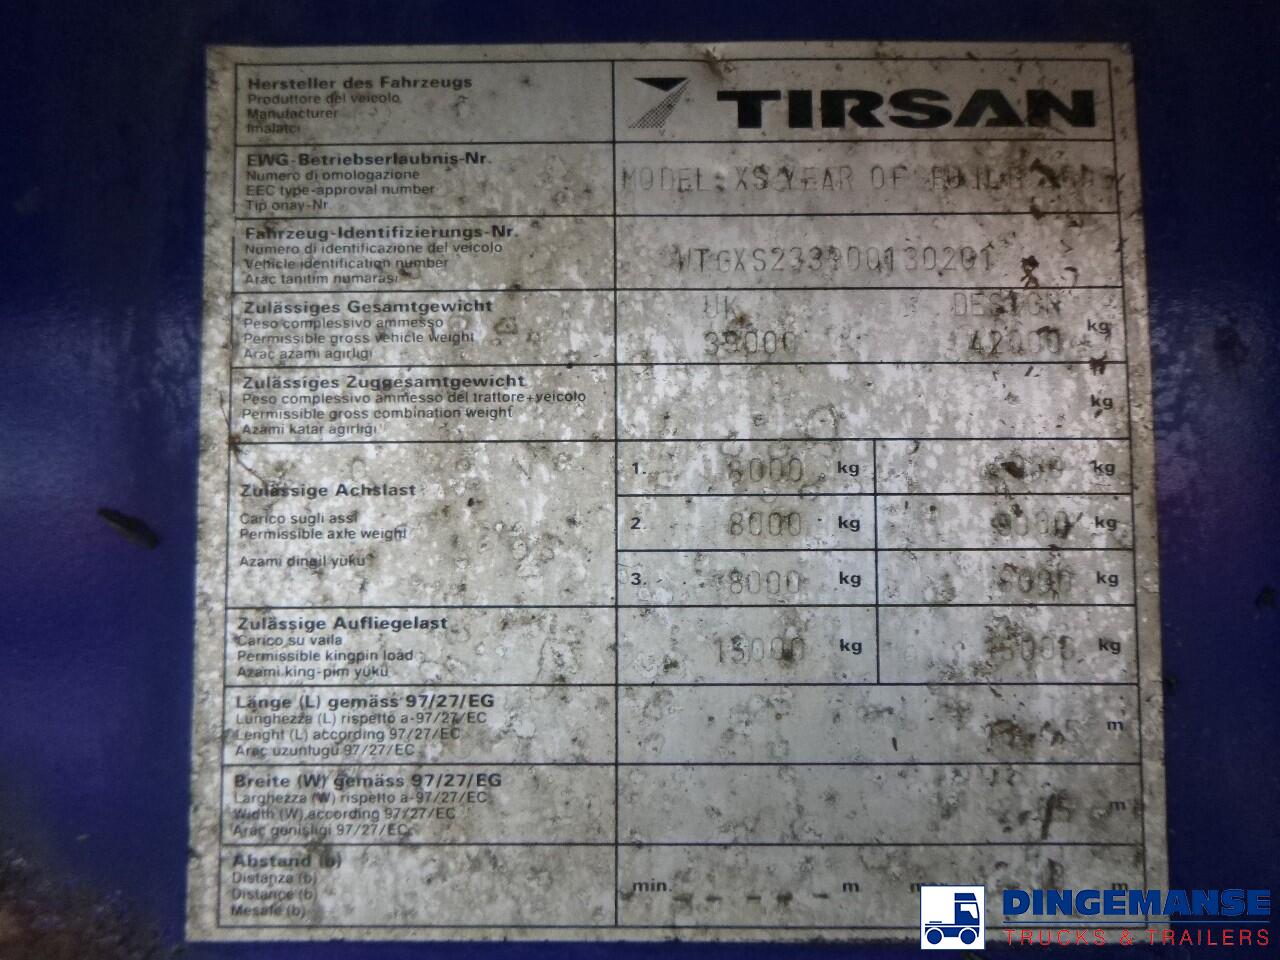 Hersteller des Fahrzeugs
Produttore del veicolo
Manufacturer
İmalatcı
TIRSAN
EWG-Betriebserlaubnis-Nr.
Numero di omologazione
EEC type-approval number
Tip onay-Nr.
MODEL: XS YEAR OF BUILD
Fahrzeug-Identifizierungs-Nr.
Numero di identificazione del veicolo
Vehicle identification number
Araç tanıtım numarası
Zulässiges Gesamtgewicht
Peso complessivo ammesso
Permissible gross vehicle weight
Araç azami ağırlığı
UK DESIGN
39000 42000 kg
Zulässiges Zuggesamtgewicht
Peso complessivo ammesso del trattore+veicolo
Permissible gross combination weight
Azami katar ağırlığı
kg
Zulässige Achslast
Carico sugli assi
Permissible axle weight
Azami dingil yükü
1. 8000 kg kg
2. 8000 kg 9000 kg
3. 8000 kg kg
Zulässige Aufliegelast
Carico su vaila
Permissible kingpin load
Azami king-pim yükü
15000 kg kg
Länge (L) gemäss 97/27/EG
Lunghezza (L) rispetto a-97/27/EC
Lenght (L) according 97/27/EC
Araç uzunluğu 97/27/EC
m
Breite (W) gemäss 97/27/EG
Larghezza (W) rispetto a-97/27/EC
Width (W) according 97/27/EC
Araç genişliği 97/27/EC
m
Abstand (b)
Distanza (b)
Distance (b)
Mesafe (b)
min. m m
DINGEMANSE
TRUCKS & TRAILERS